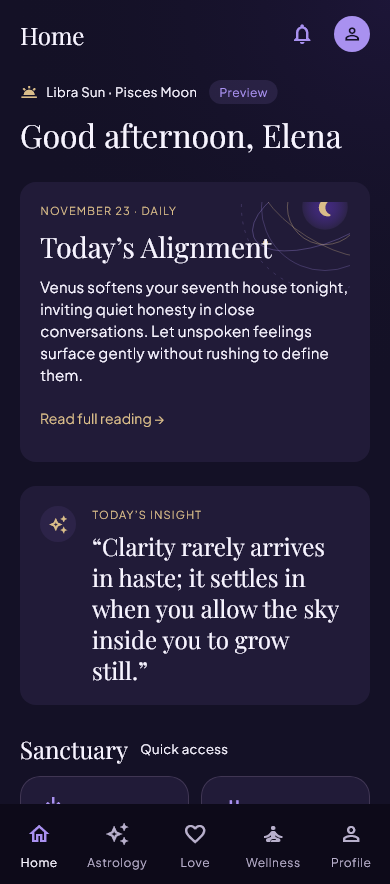 Home
Libra Sun · Pisces Moon Preview
Good afternoon, Elena
NOVEMBER 23 · DAILY
Today’s Alignment
Venus softens your seventh house tonight,
inviting quiet honesty in close
conversations. Let unspoken feelings
surface gently without rushing to define
them.
Read full reading →
TODAY’S INSIGHT
“Clarity rarely arrives
in haste; it settles in
when you allow the sky
inside you to grow
still.”
Sanctuary Quick access
Home Astrology Love Wellness Profile